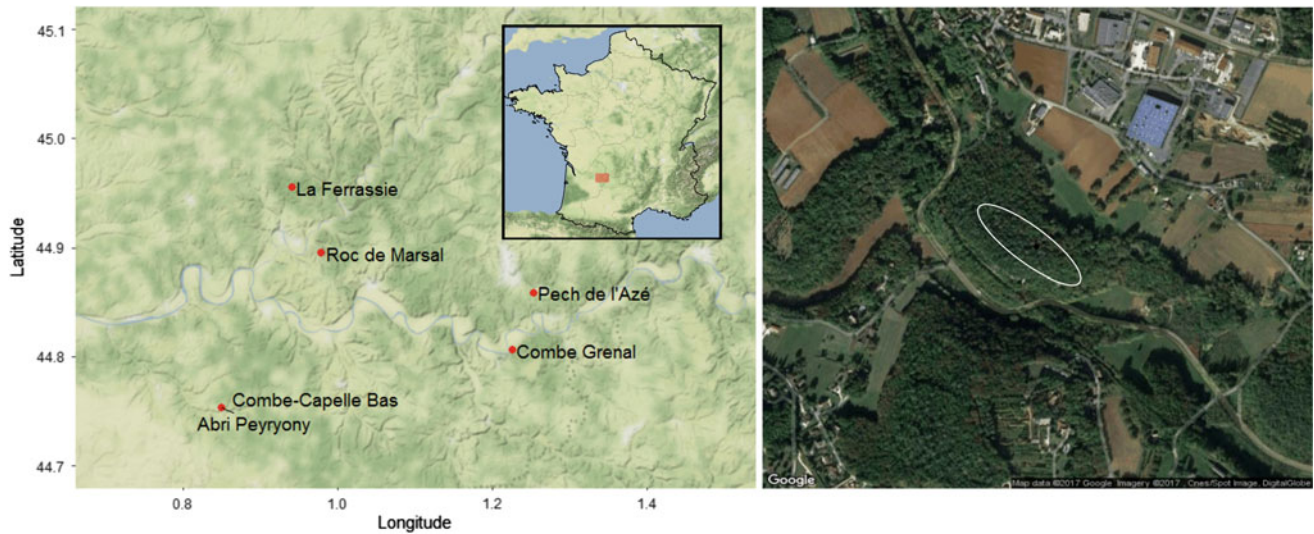 45.1
45.0
44.9
44.8
44.7
Latitude
La Ferrassie
Roc de Marsal
Pech de l'Azé
Combe Grenal
Combe-Capelle Bas
Abri Peyryony
0.8
1.0
1.2
1.4
Longitude
Google
Map data ©2017 Google Imagery ©2017 , Cnes/Spot Image, DigitalGlobe